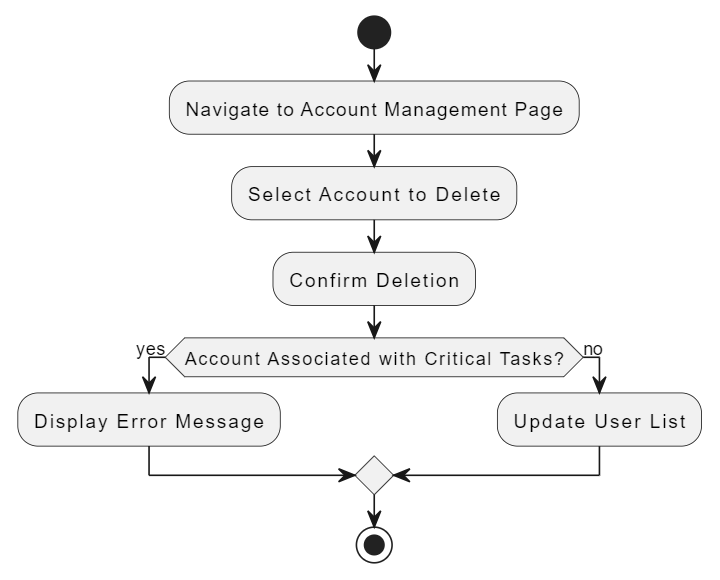 Navigate to Account Management Page
Select Account to Delete
Confirm Deletion
yes
Account Associated with Critical Tasks?
no
Display Error Message
Update User List